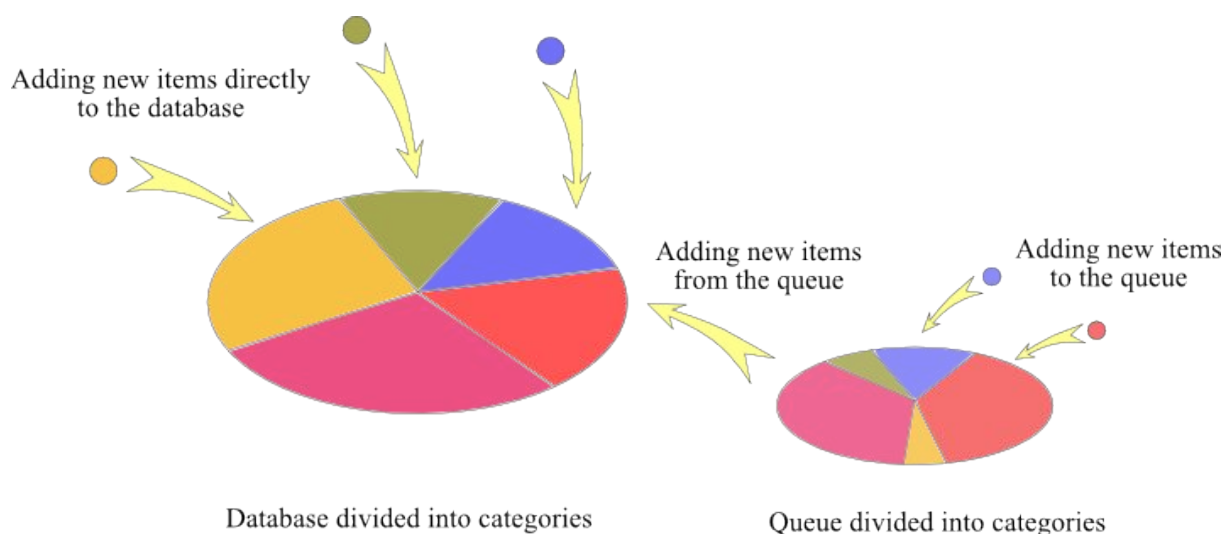 Adding new items directly
to the database
Adding new items
from the queue
Adding new items
to the queue
Database divided into categories
Queue divided into categories